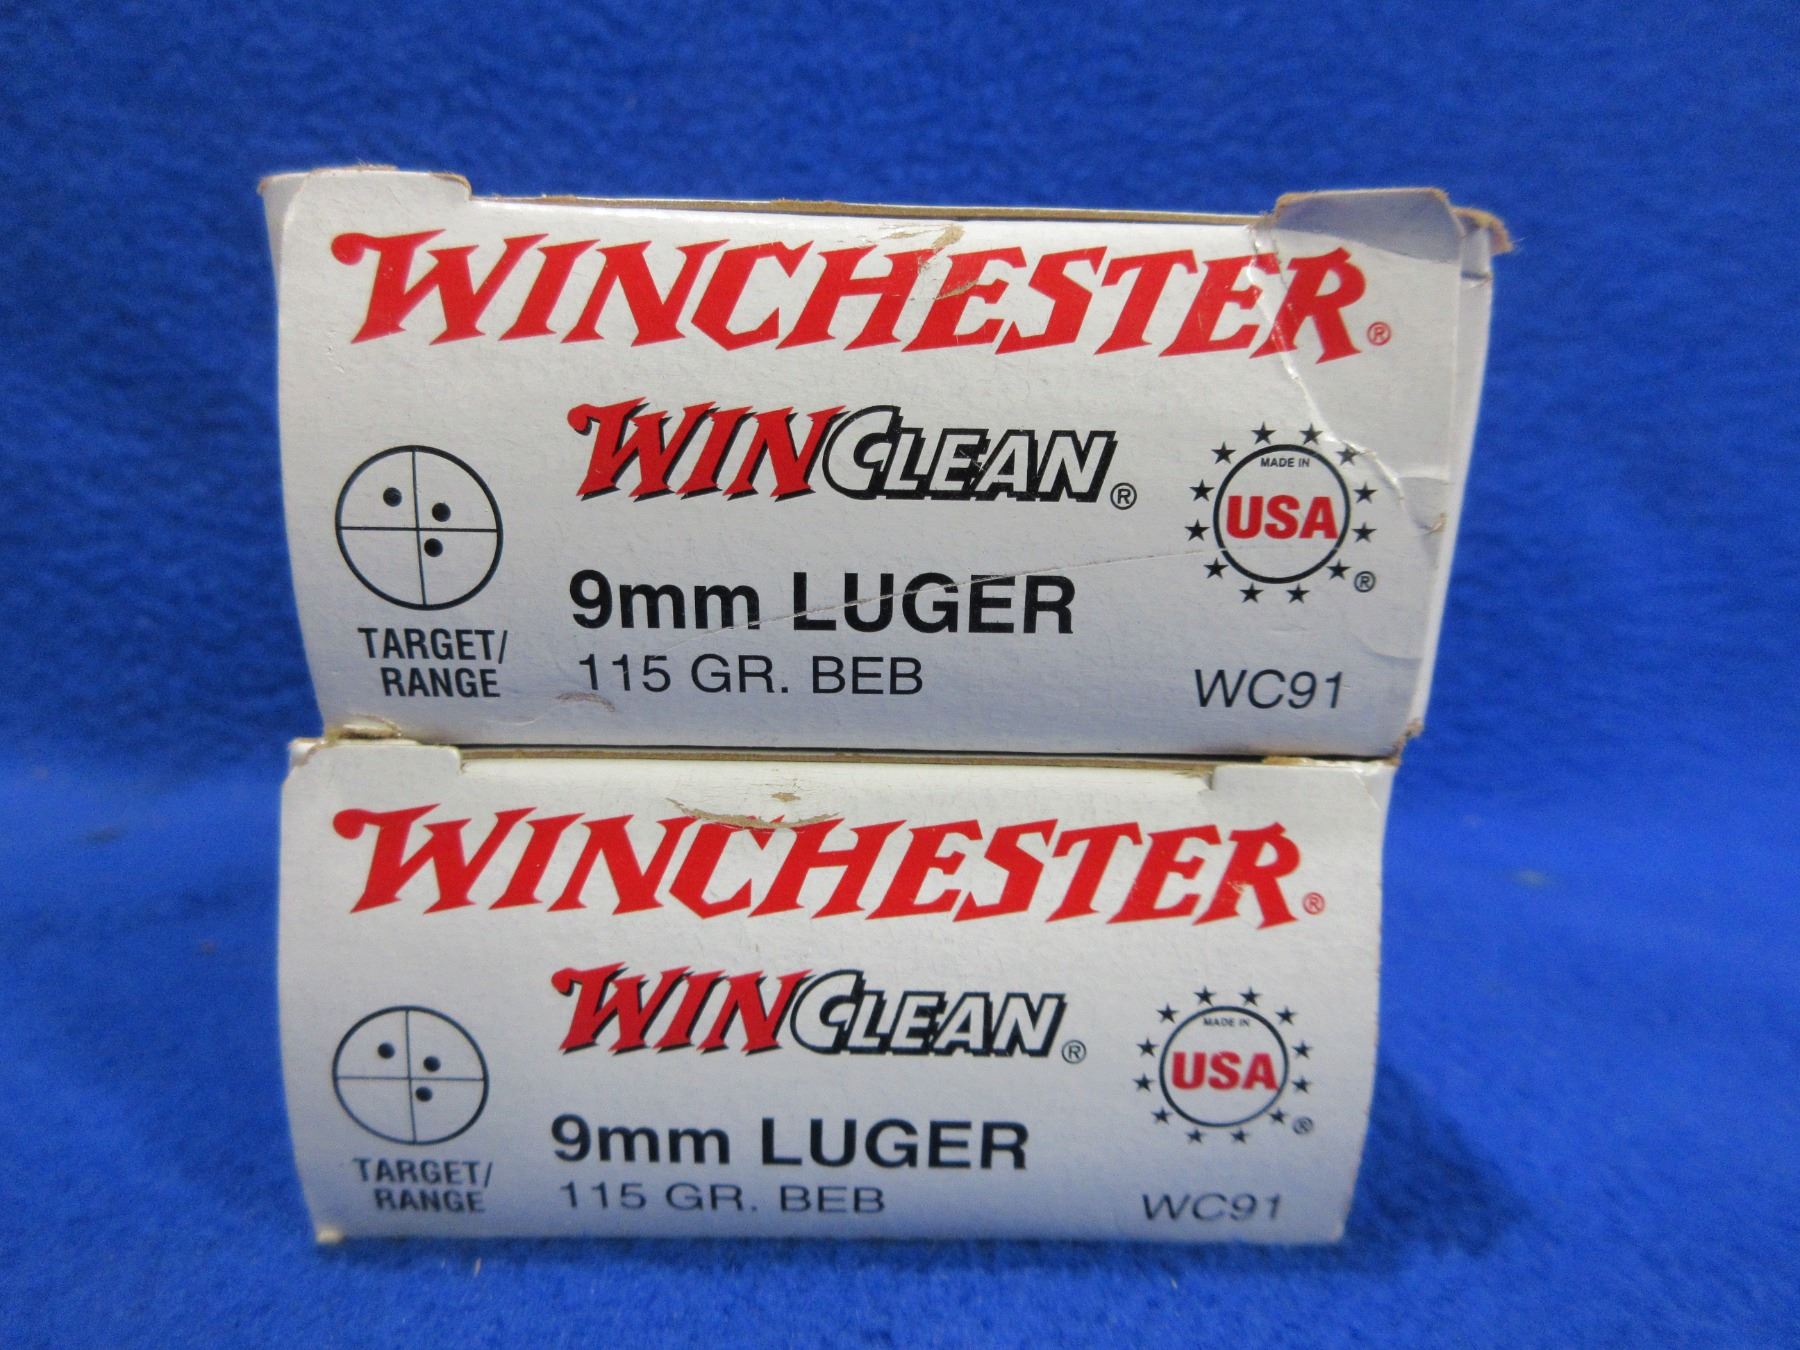 WINCHESTER®
WINCLEAN®
MADE IN
USA
®
9mm LUGER
TARGET/
RANGE
115 GR. BEB
WC91
WINCHESTER®
WINCLEAN®
MADE IN
USA
®
9mm LUGER
TARGET/
RANGE
115 GR. BEB
WC91